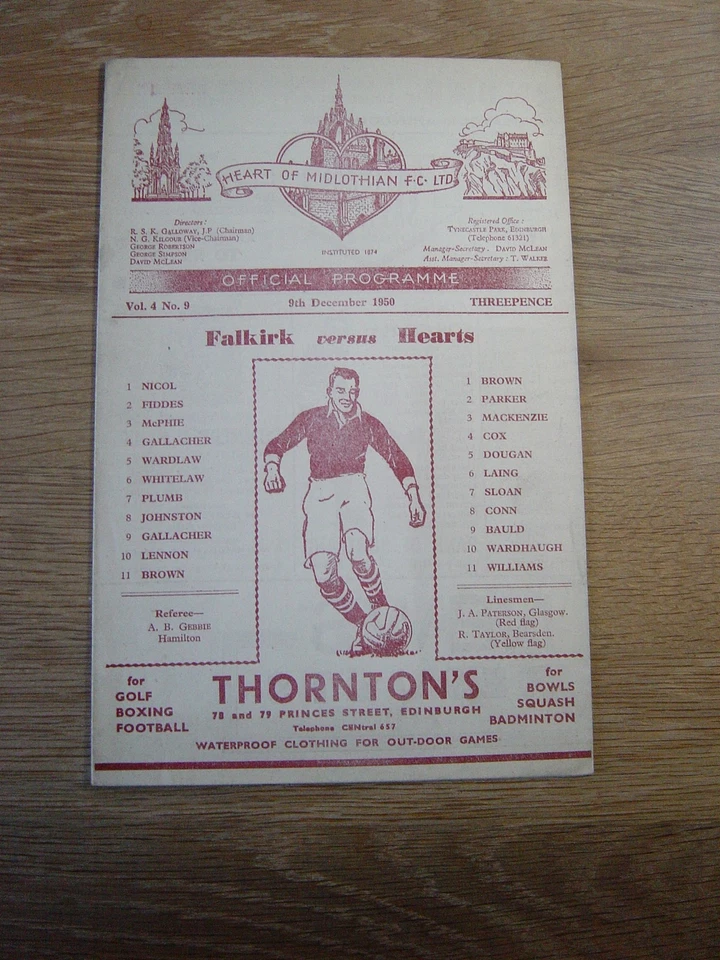 HEART OF MIDLOTHIAN F.C. LTD
Directors:
R. S. K. GALLOWAY, J.P (Chairman)
N. G. KILGOUR (Vice-Chairman)
GEORGE ROBERTSON
GEORGE SIMPSON
DAVID McLEAN
INSTITUTED 1874
Registered Office:
TYNECASTLE PARK, EDINBURGH
(Telephone 61321)
Manager-Secretary . DAVID McLEAN
Asst. Manager-Secretary: T. WALKER
OFFICIAL PROGRAMME
Vol. 4 No. 9 9th December 1950 THREEPENCE
Falkirk versus Hearts
1 NICOL
2 FIDDES
3 McPHIE
4 GALLACHER
5 WARDLAW
6 WHITELAW
7 PLUMB
8 JOHNSTON
9 GALLACHER
10 LENNON
11 BROWN
Referee—
A. B. GEBBIE
Hamilton
1 BROWN
2 PARKER
3 MACKENZIE
4 COX
5 DOUGAN
6 LAING
7 SLOAN
8 CONN
9 BAULD
10 WARDHAUGH
11 WILLIAMS
Linesmen—
J. A. PATERSON, Glasgow.
(Red flag)
R. TAYLOR, Bearsden.
(Yellow flag)
for
GOLF
BOXING
FOOTBALL
THORNTON'S
78 and 79 PRINCES STREET, EDINBURGH
Telephone CENtral 657
WATERPROOF CLOTHING FOR OUT-DOOR GAMES
for
BOWLS
SQUASH
BADMINTON